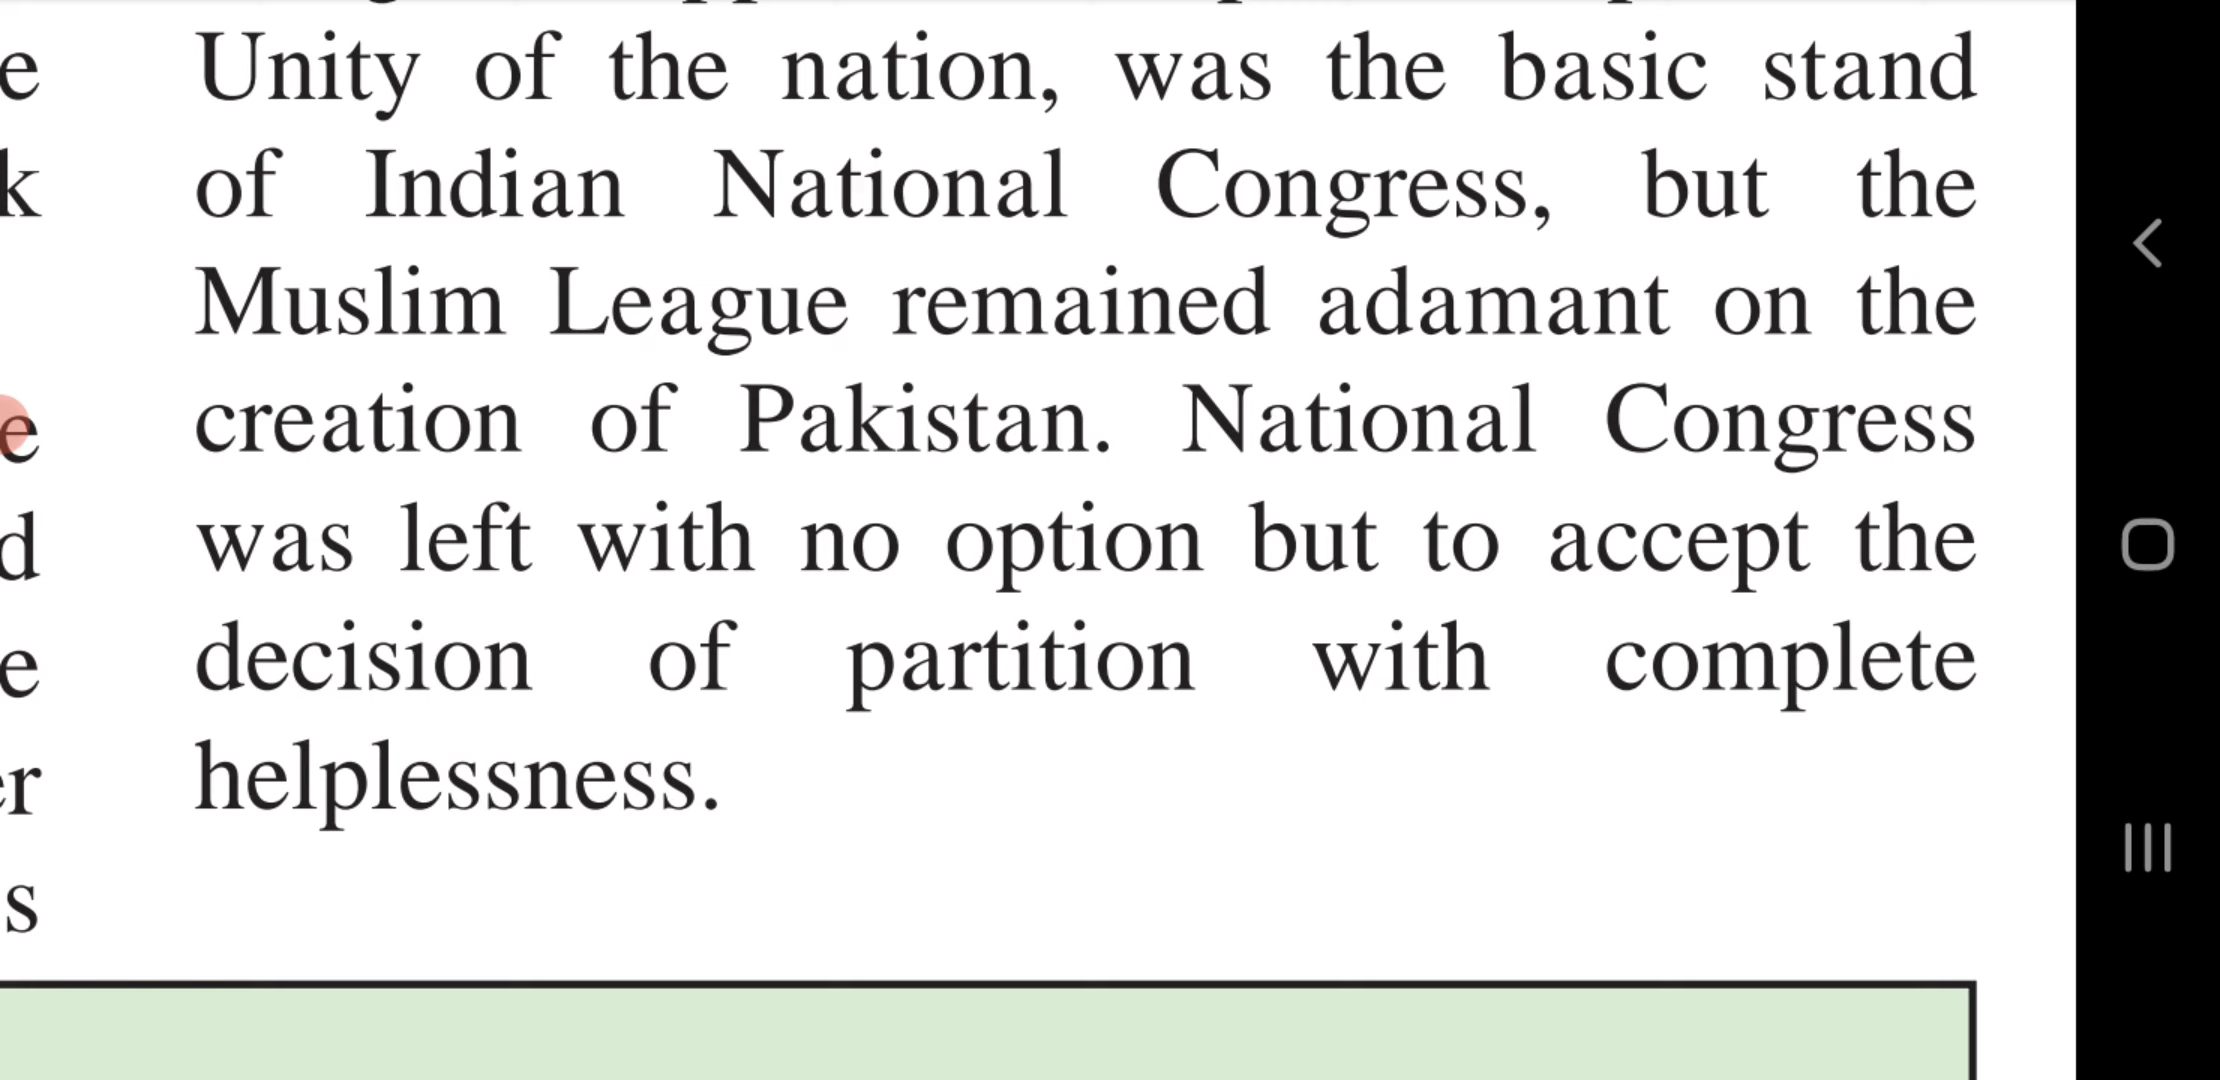 Unity of the nation, was the basic stand
of Indian National Congress, but the
Muslim League remained adamant on the
creation of Pakistan. National Congress
was left with no option but to accept the
decision of partition with complete
helplessness.